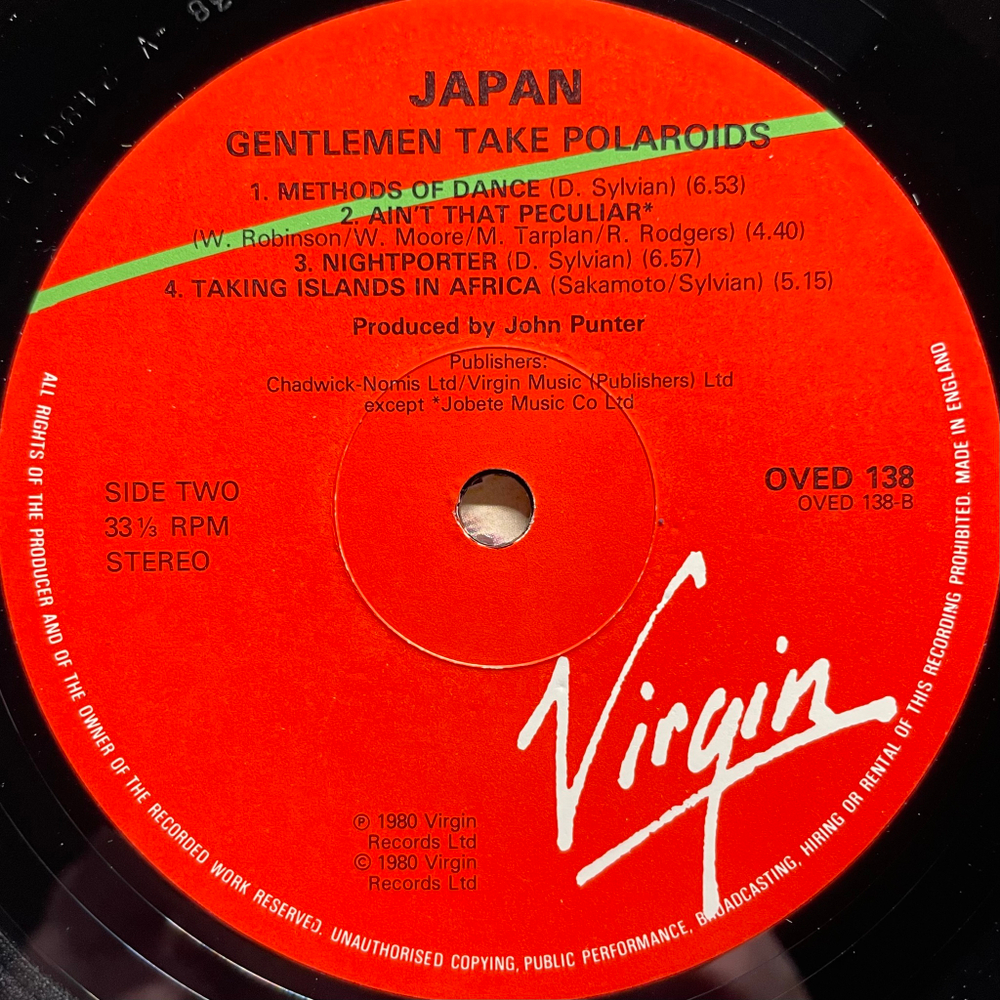 JAPAN
GENTLEMEN TAKE POLAROIDS
1. METHODS OF DANCE (D. Sylvian) (6.53)
2. AIN'T THAT PECULIAR*
(W. Robinson/W. Moore/M. Tarplan/R. Rodgers) (4.40)
3. NIGHTPORTER (D. Sylvian) (6.57)
4. TAKING ISLANDS IN AFRICA (Sakamoto/Sylvian) (5.15)
Produced by John Punter
Publishers:
Chadwick-Nomis Ltd/Virgin Music (Publishers) Ltd
except *Jobete Music Co Ltd
SIDE TWO
33⅓ RPM
STEREO
OVED 138
OVED 138-B
Virgin
℗ 1980 Virgin
Records Ltd
© 1980 Virgin
Records Ltd
ALL RIGHTS OF THE PRODUCER AND OF THE OWNER OF THE RECORDED WORK RESERVED. UNAUTHORISED COPYING, PUBLIC PERFORMANCE, BROADCASTING, HIRING OR RENTAL OF THIS RECORDING PROHIBITED. MADE IN ENGLAND